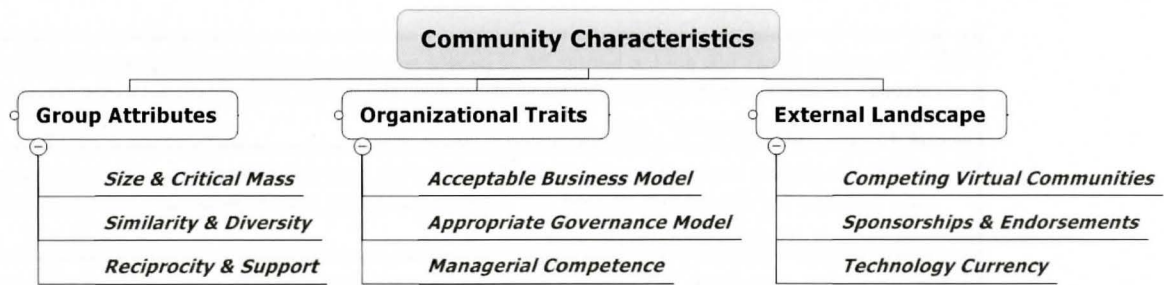 Community Characteristics
Group Attributes
Size & Critical Mass
Similarity & Diversity
Reciprocity & Support
Organizational Traits
Acceptable Business Model
Appropriate Governance Model
Managerial Competence
External Landscape
Competing Virtual Communities
Sponsorships & Endorsements
Technology Currency